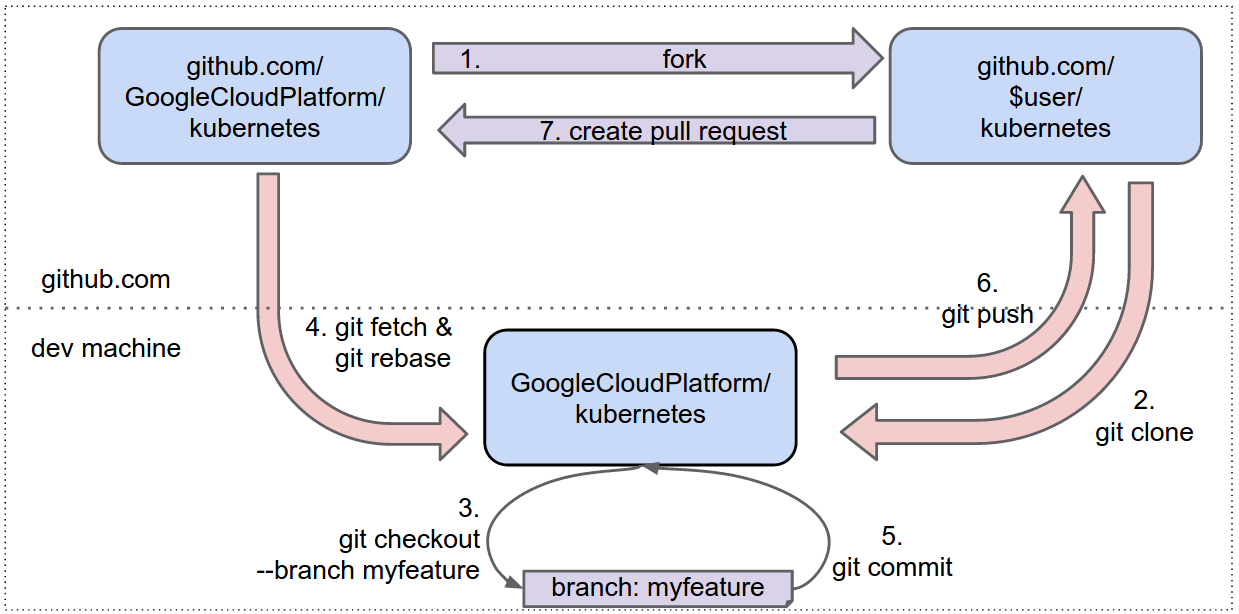 github.com/
GoogleCloudPlatform/
kubernetes
1. fork
7. create pull request
github.com/
$user/
kubernetes
github.com
dev machine
4. git fetch &
git rebase
GoogleCloudPlatform/
kubernetes
6.
git push
2.
git clone
3.
git checkout
--branch myfeature
branch: myfeature
5.
git commit